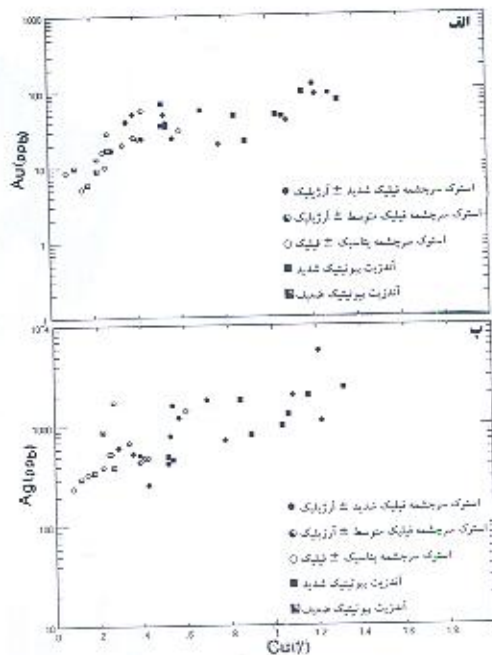 الف
1000
100
10
1
Au(ppb)
استوک سرچشمه فیلیک شدید ± آرژیلیک
استوک سرچشمه فیلیک متوسط ± آرژیلیک
استوک سرچشمه پتاسیک ± فیلیک
آندزیت بیوتیتیک شدید
آندزیت بیوتیتیک ضعیف
ب
1000
100
10
Ag(ppb)
استوک سرچشمه فیلیک شدید ± آرژیلیک
استوک سرچشمه فیلیک متوسط ± آرژیلیک
استوک سرچشمه پتاسیک ± فیلیک
آندزیت بیوتیتیک شدید
آندزیت بیوتیتیک ضعیف
.0 .2 .4 .6 .8 1.0 1.2 1.4 1.6 1.8
Cu(%)